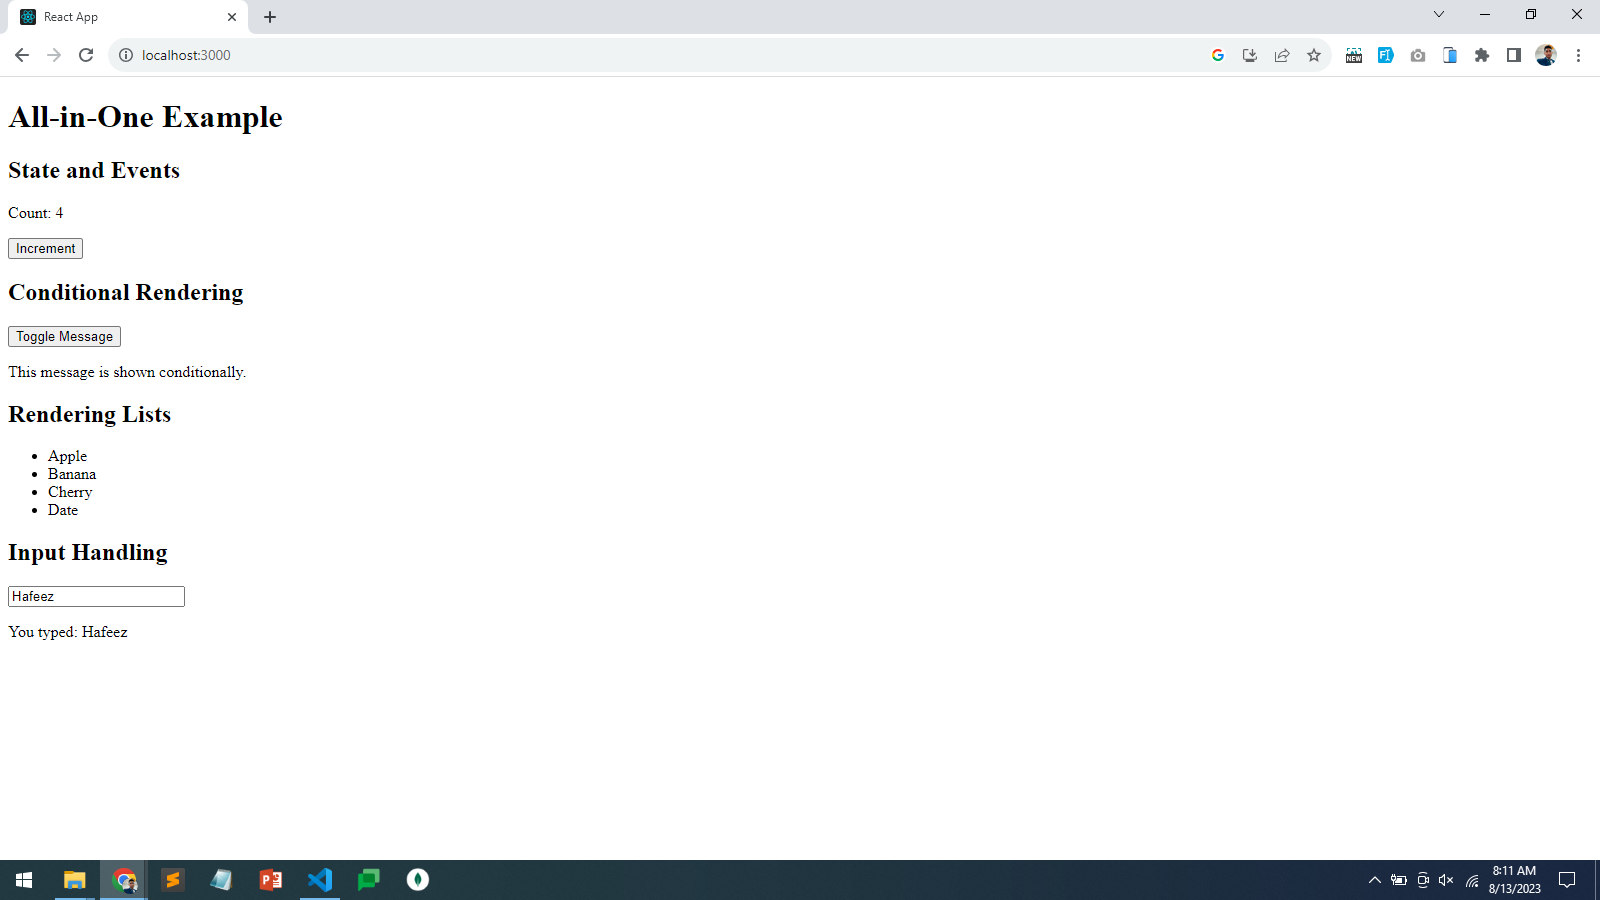 React App
localhost:3000
NEW
All-in-One Example
State and Events
Count: 4
Increment
Conditional Rendering
Toggle Message
This message is shown conditionally.
Rendering Lists
Apple
Banana
Cherry
Date
Input Handling
Hafeez
You typed: Hafeez
8:11 AM
8/13/2023